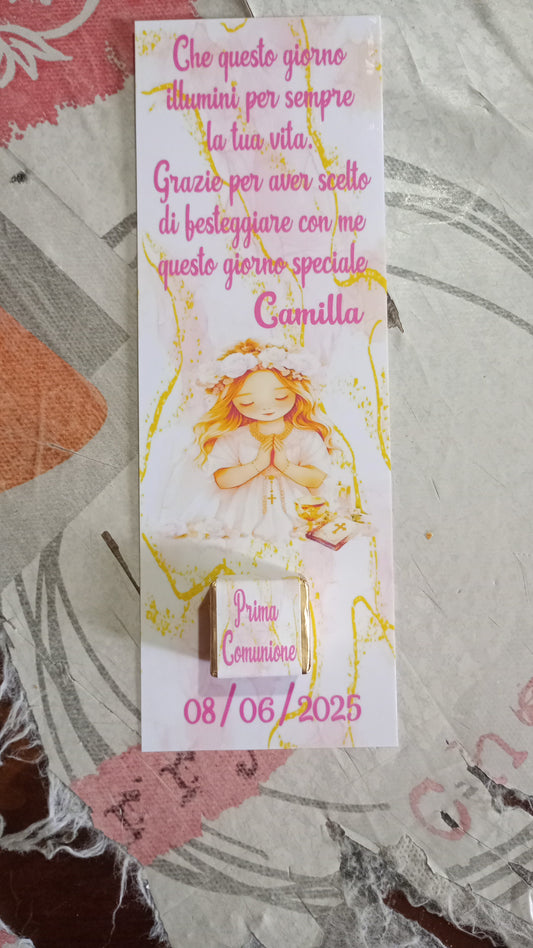 Che questo giorno
illumini per sempre
la tua vita.
Grazie per aver scelto
di festeggiare con me
questo giorno speciale
Camilla
Prima
Comunione
08/06/2025